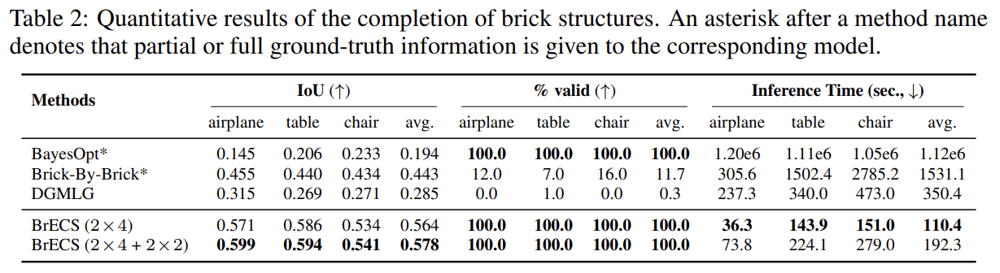 Table 2: Quantitative results of the completion of brick structures. An asterisk after a method name
denotes that partial or full ground-truth information is given to the corresponding model.
Methods IoU (↑) % valid (↑) Inference Time (sec., ↓)
airplane table chair avg. airplane table chair avg. airplane table chair avg.
BayesOpt* 0.145 0.206 0.233 0.194 100.0 100.0 100.0 100.0 1.20e6 1.11e6 1.05e6 1.12e6
Brick-By-Brick* 0.455 0.440 0.434 0.443 12.0 7.0 16.0 11.7 305.6 1502.4 2785.2 1531.1
DGMLG 0.315 0.269 0.271 0.285 0.0 1.0 0.0 0.3 237.3 340.0 473.0 350.4
BrECS (2 × 4) 0.571 0.586 0.534 0.564 100.0 100.0 100.0 100.0 36.3 143.9 151.0 110.4
BrECS (2 × 4 + 2 × 2) 0.599 0.594 0.541 0.578 100.0 100.0 100.0 100.0 73.8 224.1 279.0 192.3